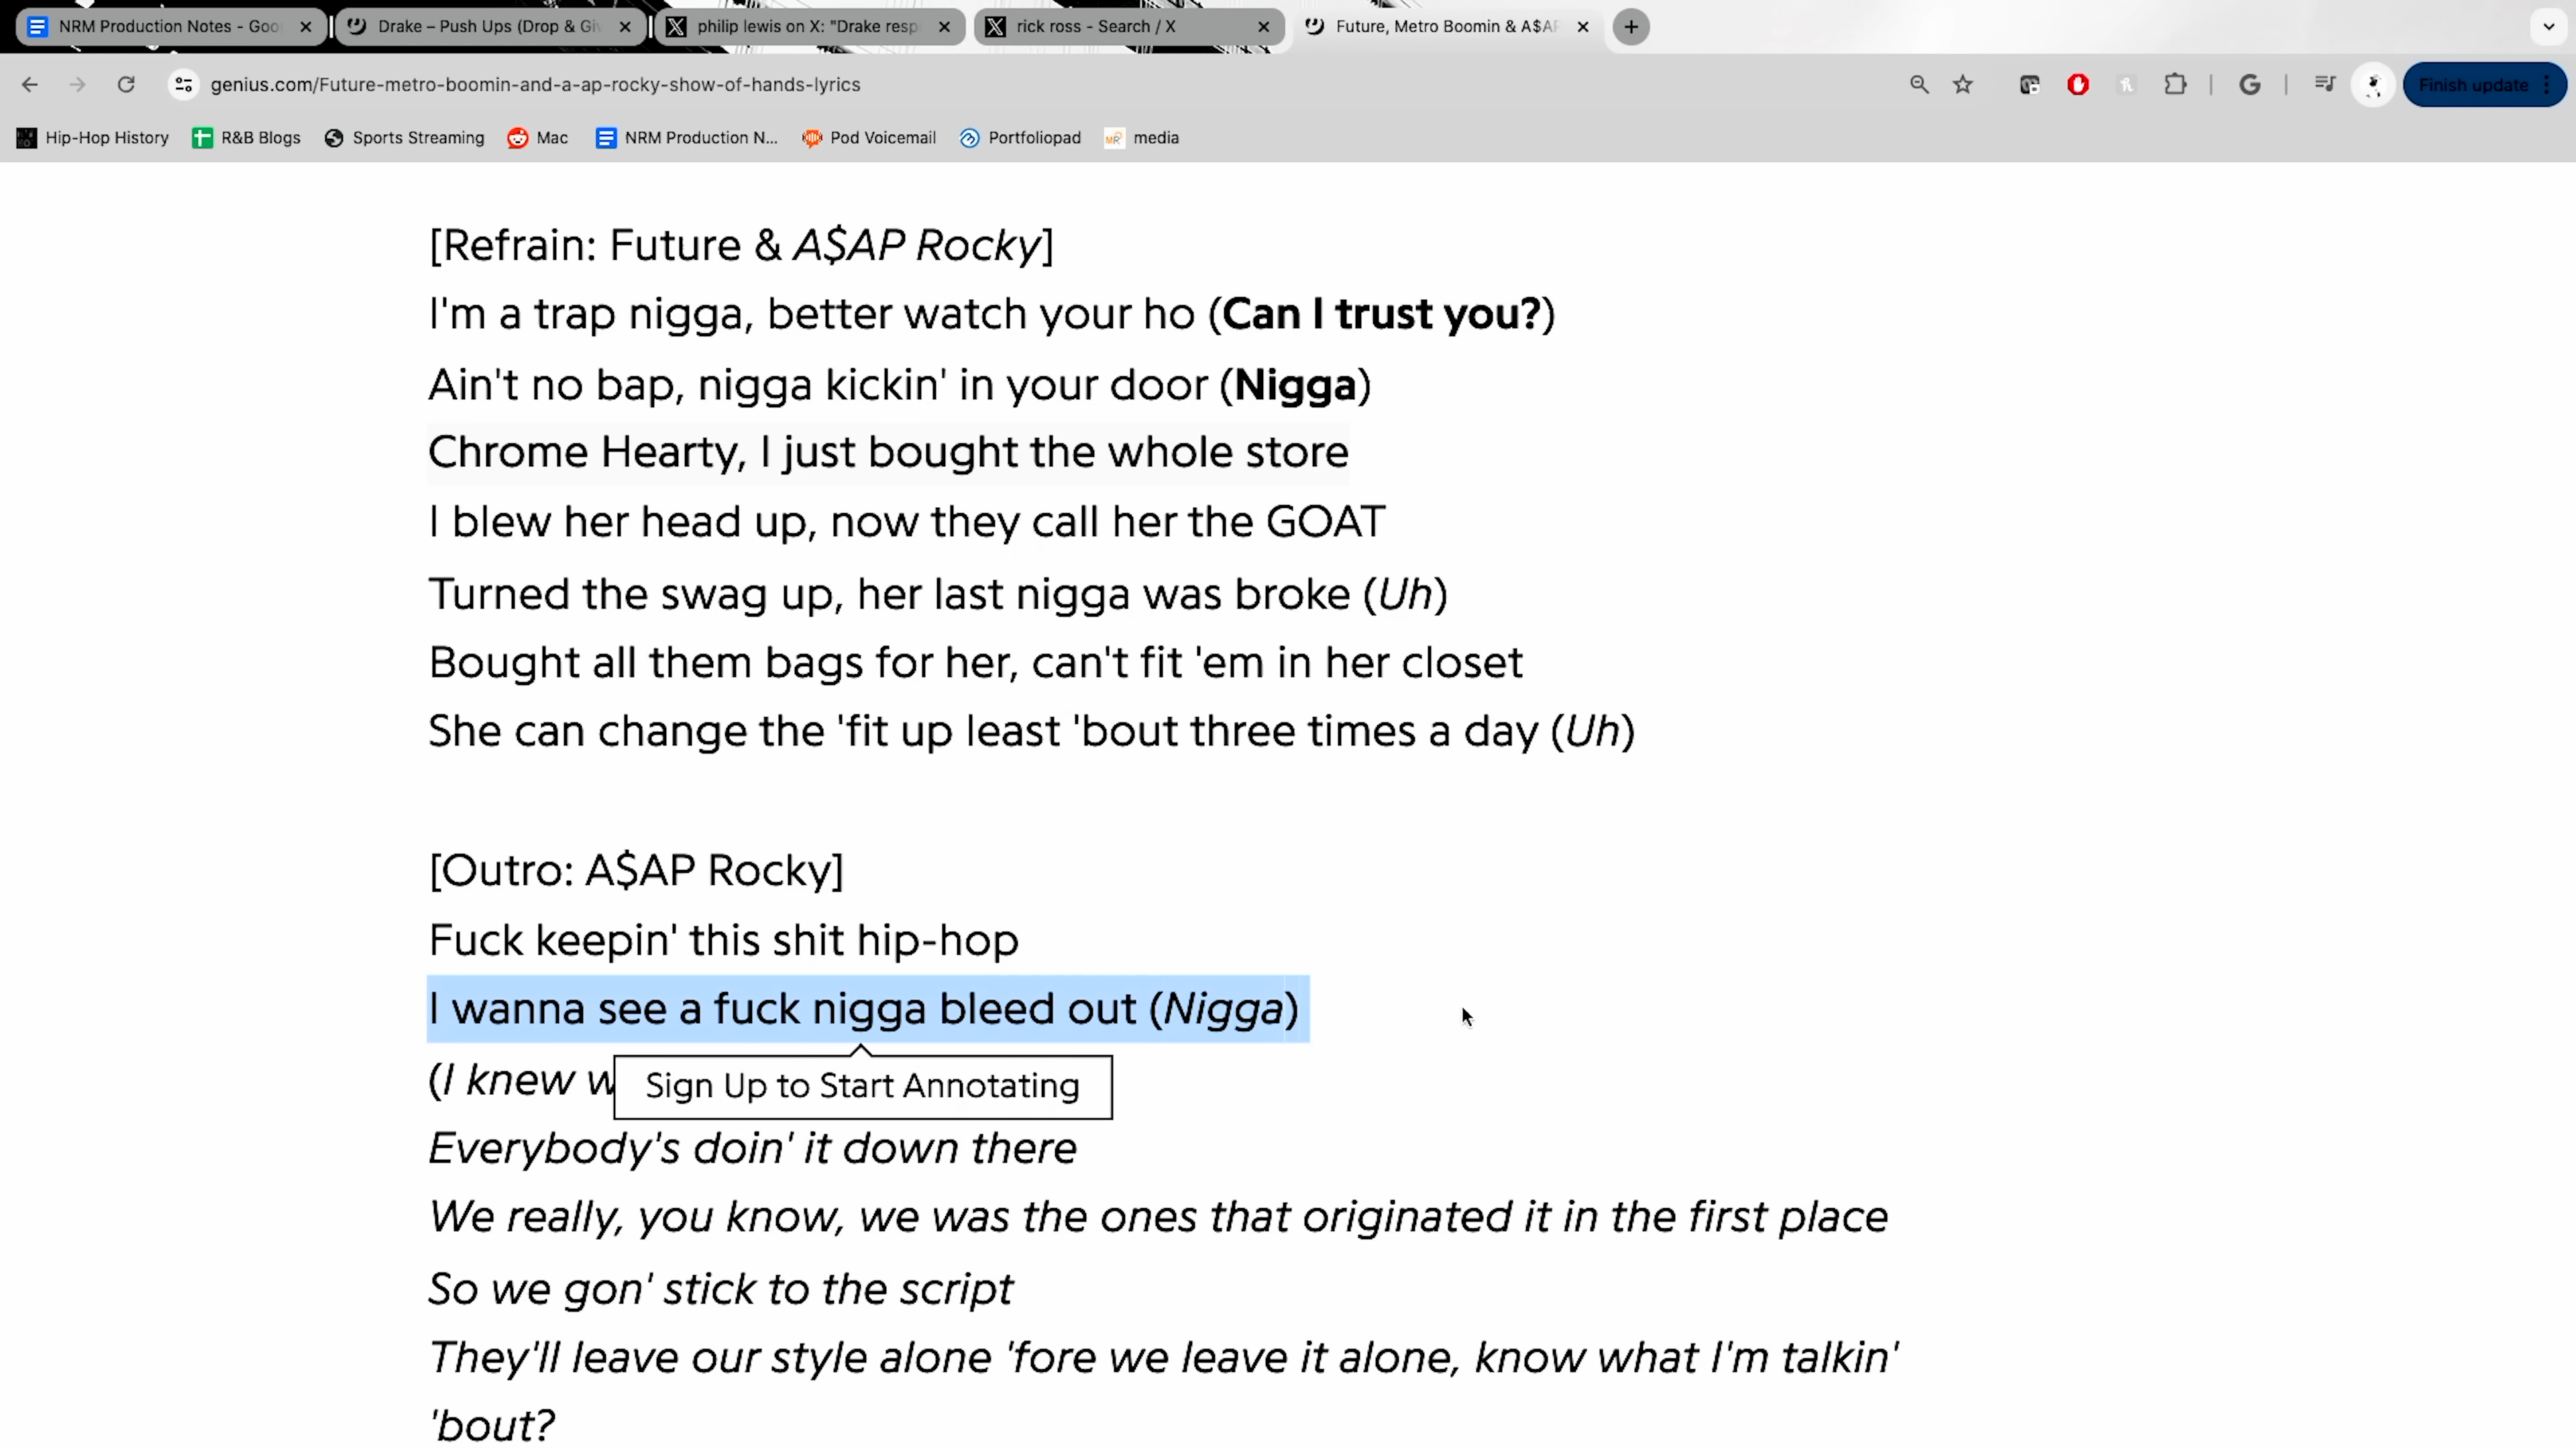 NRM Production Notes - Goo
Drake – Push Ups (Drop & Giv
philip lewis on X: "Drake resp
rick ross - Search / X
Future, Metro Boomin & A$AP
genius.com/Future-metro-boomin-and-a-ap-rocky-show-of-hands-lyrics
Finish update
Hip-Hop History
R&B Blogs
Sports Streaming
Mac
NRM Production N...
Pod Voicemail
Portfoliopad
media
[Refrain: Future & A$AP Rocky]
I'm a trap nigga, better watch your ho (Can I trust you?)
Ain't no bap, nigga kickin' in your door (Nigga)
Chrome Hearty, I just bought the whole store
I blew her head up, now they call her the GOAT
Turned the swag up, her last nigga was broke (Uh)
Bought all them bags for her, can't fit 'em in her closet
She can change the 'fit up least 'bout three times a day (Uh)
[Outro: A$AP Rocky]
Fuck keepin' this shit hip-hop
I wanna see a fuck nigga bleed out (Nigga)
(I knew w
Sign Up to Start Annotating
Everybody's doin' it down there
We really, you know, we was the ones that originated it in the first place
So we gon' stick to the script
They'll leave our style alone 'fore we leave it alone, know what I'm talkin'
'bout?